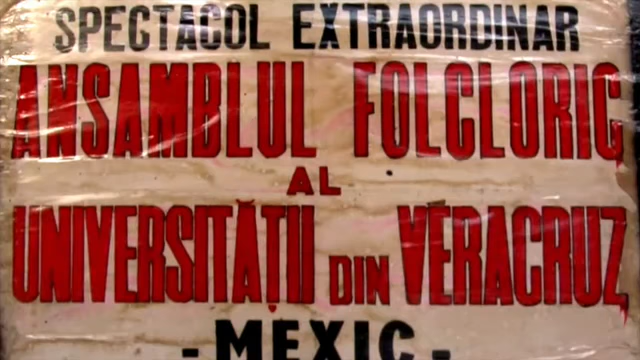 SPECTACOL EXTRAORDINAR
ANSAMBLUL FOLCLORIC
AL
UNIVERSITĂȚII DIN VERACRUZ
- MEXIC -